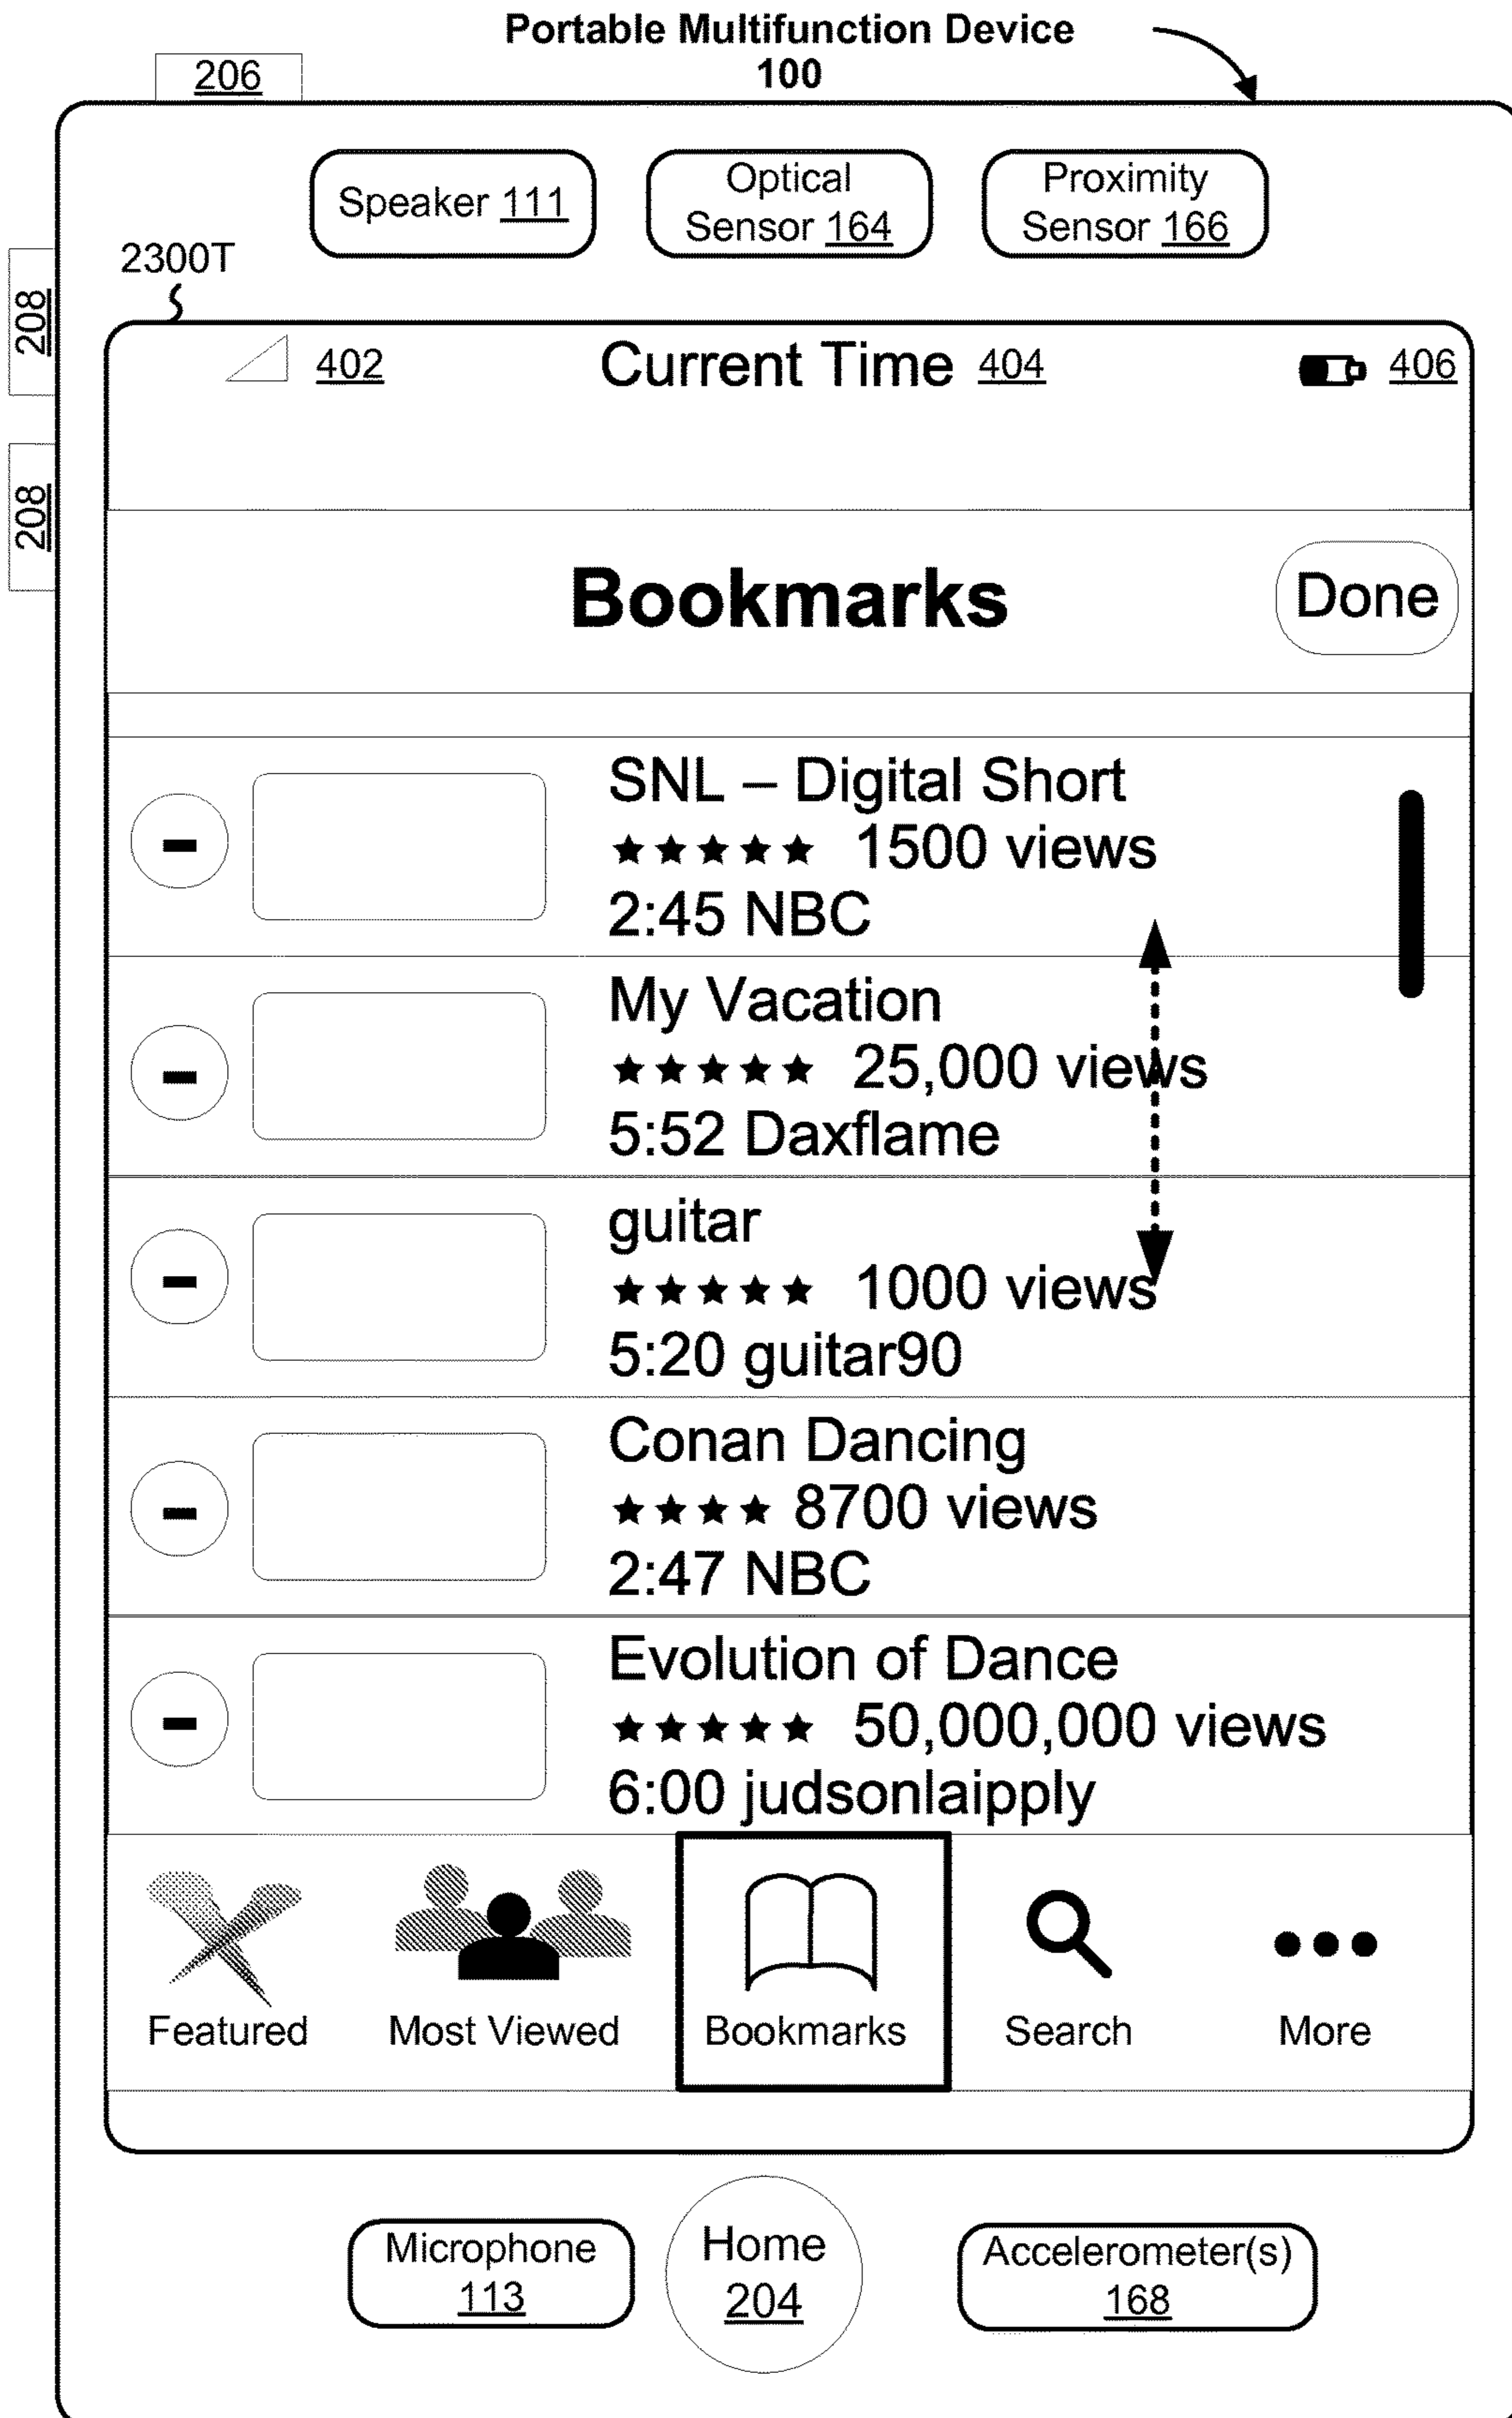 Portable Multifunction Device
100
206
Speaker 111
Optical
Sensor 164
Proximity
Sensor 166
2300T
208
208
402
Current Time 404
406
Bookmarks
Done
SNL – Digital Short
★★★★★ 1500 views
2:45 NBC
My Vacation
★★★★★ 25,000 views
5:52 Daxflame
guitar
★★★★★ 1000 views
5:20 guitar90
Conan Dancing
★★★★ 8700 views
2:47 NBC
Evolution of Dance
★★★★★ 50,000,000 views
6:00 judsonlaipply
Featured
Most Viewed
Bookmarks
Search
More
Microphone
113
Home
204
Accelerometer(s)
168